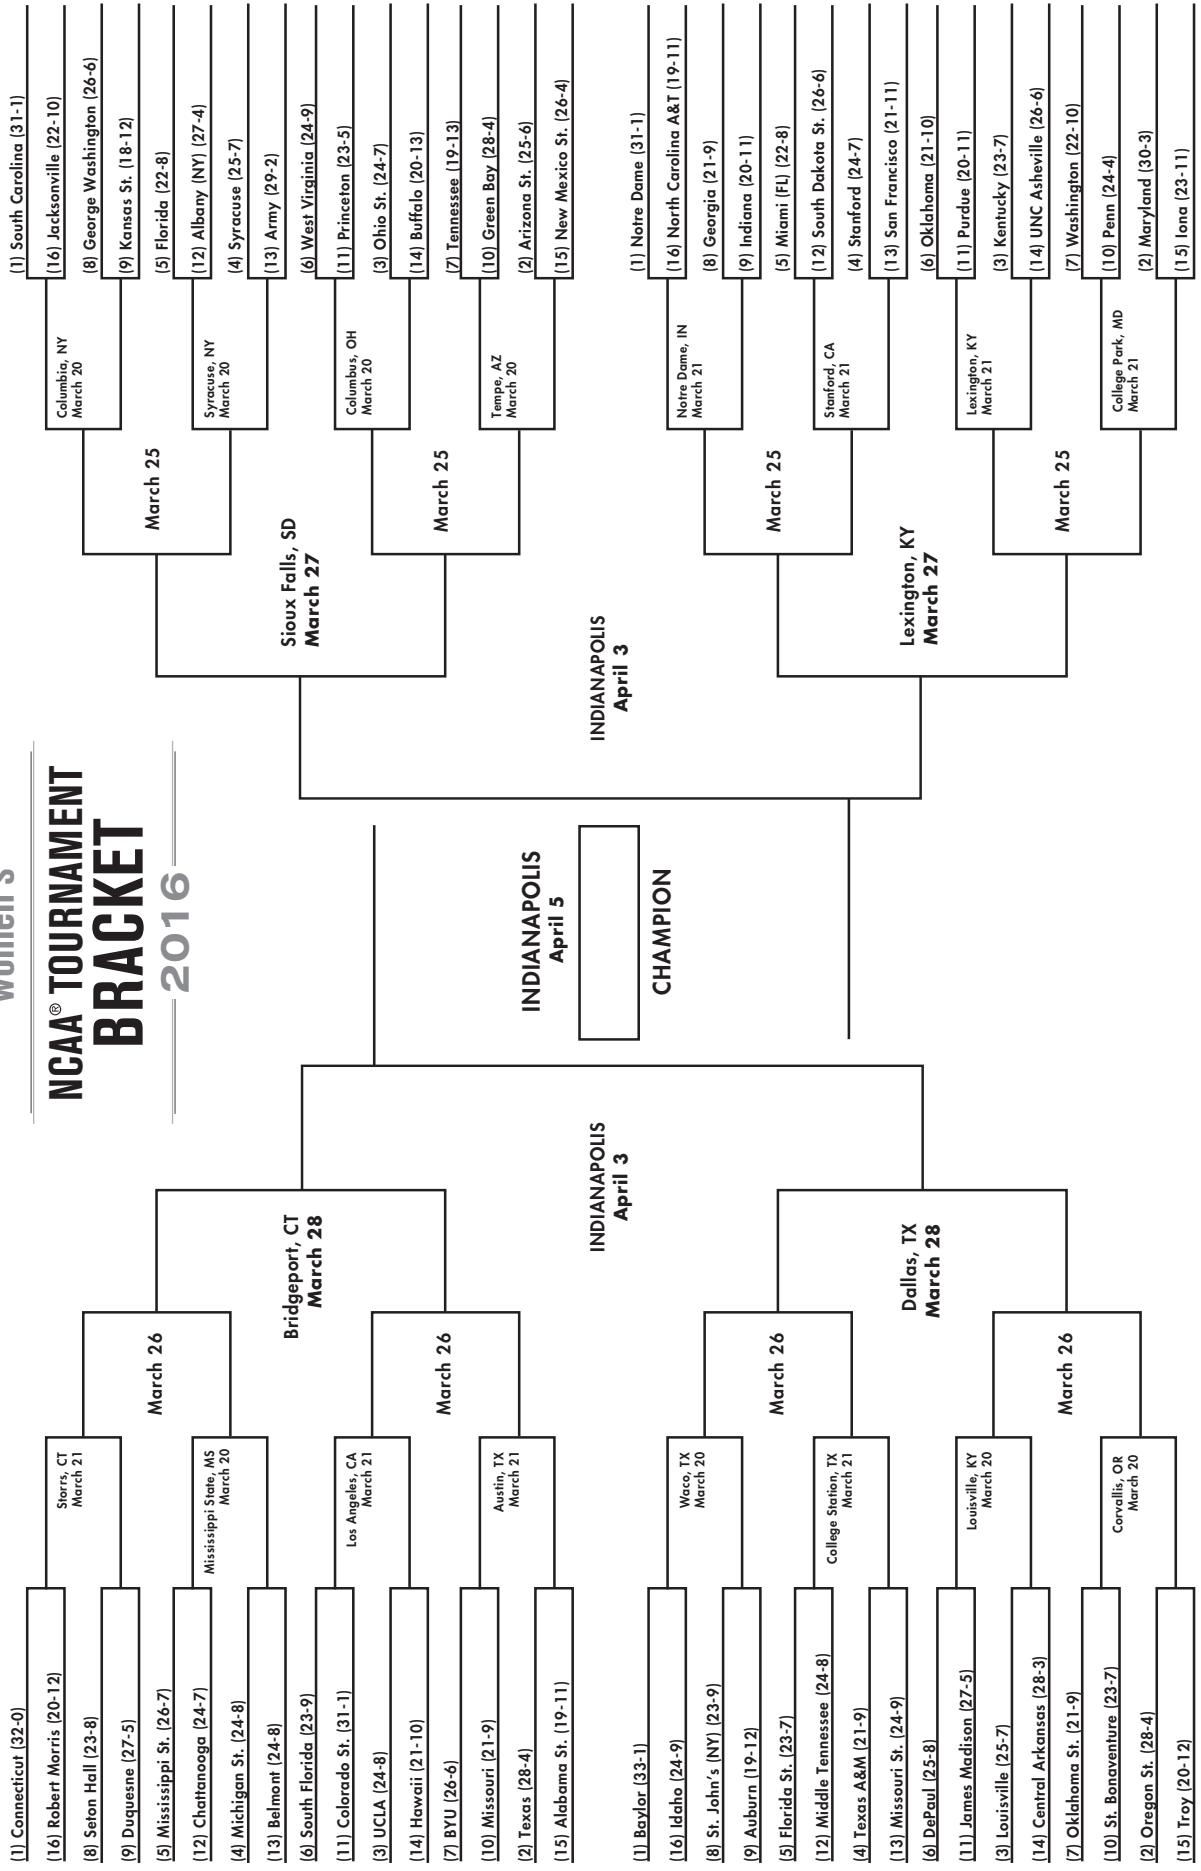 Women's
NCAA® TOURNAMENT
BRACKET
2016
(1) Connecticut (32-0)
(16) Robert Morris (20-12)
(8) Seton Hall (23-8)
(9) Duquesne (27-5)
(5) Mississippi St. (26-7)
(12) Chattanooga (24-7)
(4) Michigan St. (24-8)
(13) Belmont (24-8)
(6) South Florida (23-9)
(11) Colorado St. (31-1)
(3) UCLA (24-8)
(14) Hawaii (21-10)
(7) BYU (26-6)
(10) Missouri (21-9)
(2) Texas (28-4)
(15) Alabama St. (19-11)
Storrs, CT
March 21
Mississippi State, MS
March 20
Los Angeles, CA
March 21
Austin, TX
March 21
March 26
March 26
Bridgeport, CT
March 28
(1) Baylor (33-1)
(16) Idaho (24-9)
(8) St. John's (NY) (23-9)
(9) Auburn (19-12)
(5) Florida St. (23-7)
(12) Middle Tennessee (24-8)
(4) Texas A&M (21-9)
(13) Missouri St. (24-9)
(6) DePaul (25-8)
(11) James Madison (27-5)
(3) Louisville (25-7)
(14) Central Arkansas (28-3)
(7) Oklahoma St. (21-9)
(10) St. Bonaventure (23-7)
(2) Oregon St. (28-4)
(15) Troy (20-12)
Waco, TX
March 20
College Station, TX
March 21
Louisville, KY
March 20
Corvallis, OR
March 20
March 26
March 26
Dallas, TX
March 28
INDIANAPOLIS
April 3
INDIANAPOLIS
April 5
CHAMPION
INDIANAPOLIS
April 3
Sioux Falls, SD
March 27
March 25
March 25
Columbia, NY
March 20
Syracuse, NY
March 20
Columbus, OH
March 20
Tempe, AZ
March 20
(1) South Carolina (31-1)
(16) Jacksonville (22-10)
(8) George Washington (26-6)
(9) Kansas St. (18-12)
(5) Florida (22-8)
(12) Albany (NY) (27-4)
(4) Syracuse (25-7)
(13) Army (29-2)
(6) West Virginia (24-9)
(11) Princeton (23-5)
(3) Ohio St. (24-7)
(14) Buffalo (20-13)
(7) Tennessee (19-13)
(10) Green Bay (28-4)
(2) Arizona St. (25-6)
(15) New Mexico St. (26-4)
Lexington, KY
March 27
March 25
March 25
Notre Dame, IN
March 21
Stanford, CA
March 21
Lexington, KY
March 21
College Park, MD
March 21
(1) Notre Dame (31-1)
(16) North Carolina A&T (19-11)
(8) Georgia (21-9)
(9) Indiana (20-11)
(5) Miami (FL) (22-8)
(12) South Dakota St. (26-6)
(4) Stanford (24-7)
(13) San Francisco (21-11)
(6) Oklahoma (21-10)
(11) Purdue (20-11)
(3) Kentucky (23-7)
(14) UNC Asheville (26-6)
(7) Washington (22-10)
(10) Penn (24-4)
(2) Maryland (30-3)
(15) Iona (23-11)